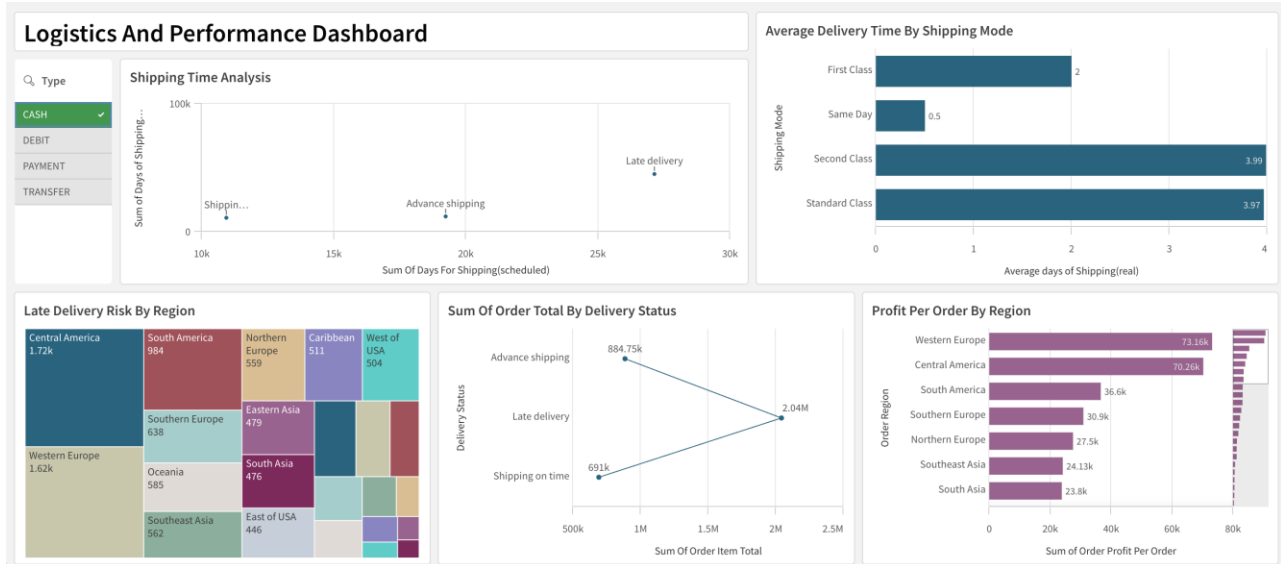 Logistics And Performance Dashboard
Type
CASH
DEBIT
PAYMENT
TRANSFER
Shipping Time Analysis
Sum of Days of Shipping…
100k
0
Shippin…
Advance shipping
Late delivery
10k 15k 20k 25k 30k
Sum Of Days For Shipping(scheduled)
Average Delivery Time By Shipping Mode
Shipping Mode
First Class 2
Same Day 0.5
Second Class 3.99
Standard Class 3.97
0 1 2 3 4
Average days of Shipping(real)
Late Delivery Risk By Region
Central America
1.72k
Western Europe
1.62k
South America
984
Southern Europe
638
Oceania
585
Southeast Asia
562
Northern
Europe
559
Caribbean
511
West of
USA
504
Eastern Asia
479
South Asia
476
East of USA
446
Sum Of Order Total By Delivery Status
Delivery Status
Advance shipping 884.75k
Late delivery 2.04M
Shipping on time 691k
500k 1M 1.5M 2M 2.5M
Sum Of Order Item Total
Profit Per Order By Region
Order Region
Western Europe 73.16k
Central America 70.26k
South America 36.6k
Southern Europe 30.9k
Northern Europe 27.5k
Southeast Asia 24.13k
South Asia 23.8k
0 20k 40k 60k 80k
Sum of Order Profit Per Order